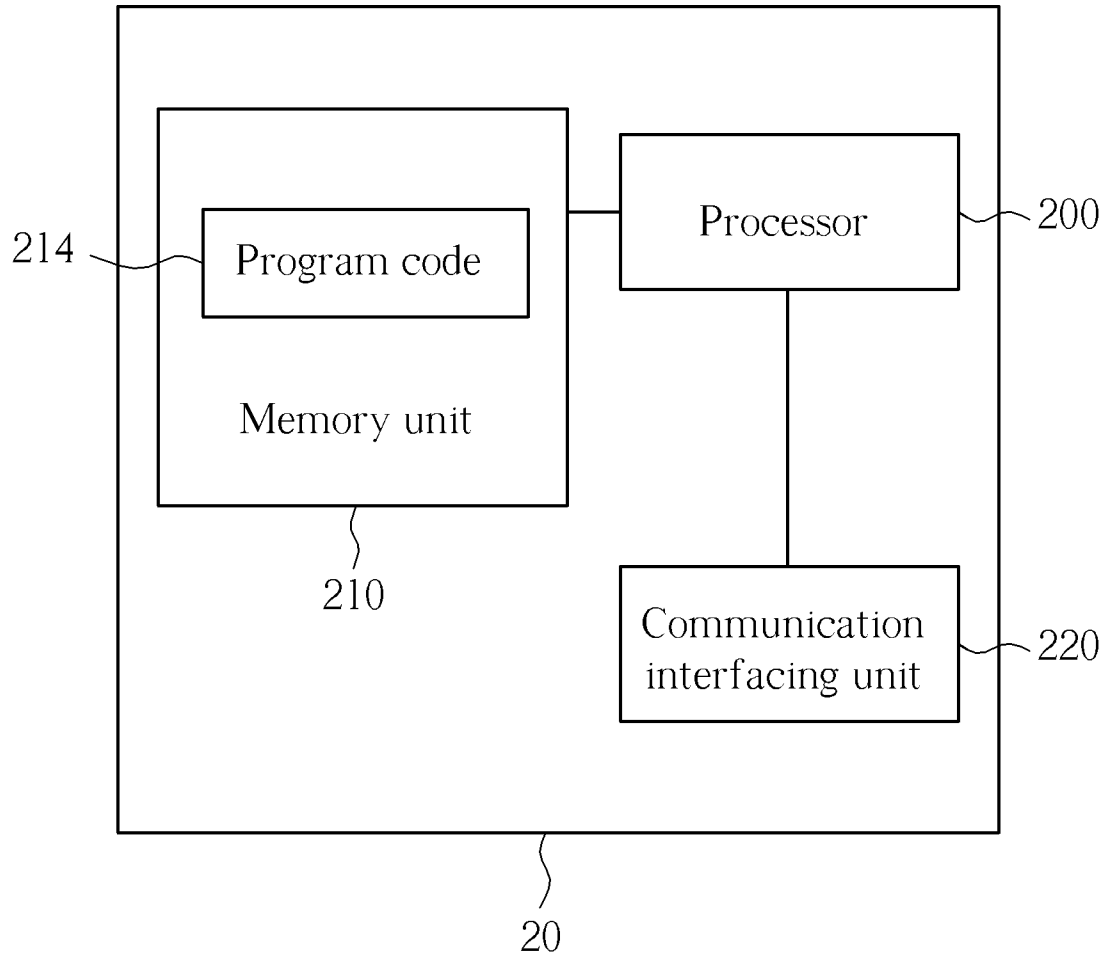 Processor
200
214
Program code
Memory unit
210
Communication
interfacing unit
220
20